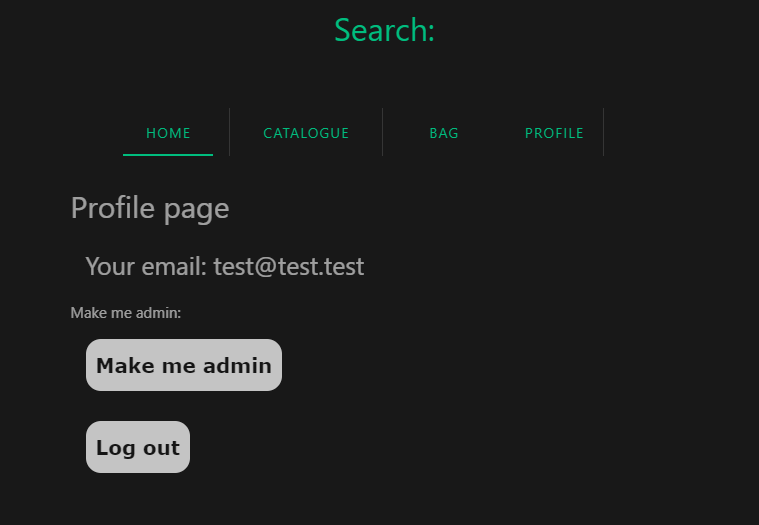 Search:
HOME CATALOGUE BAG PROFILE
Profile page
Your email: test@test.test
Make me admin:
Make me admin
Log out